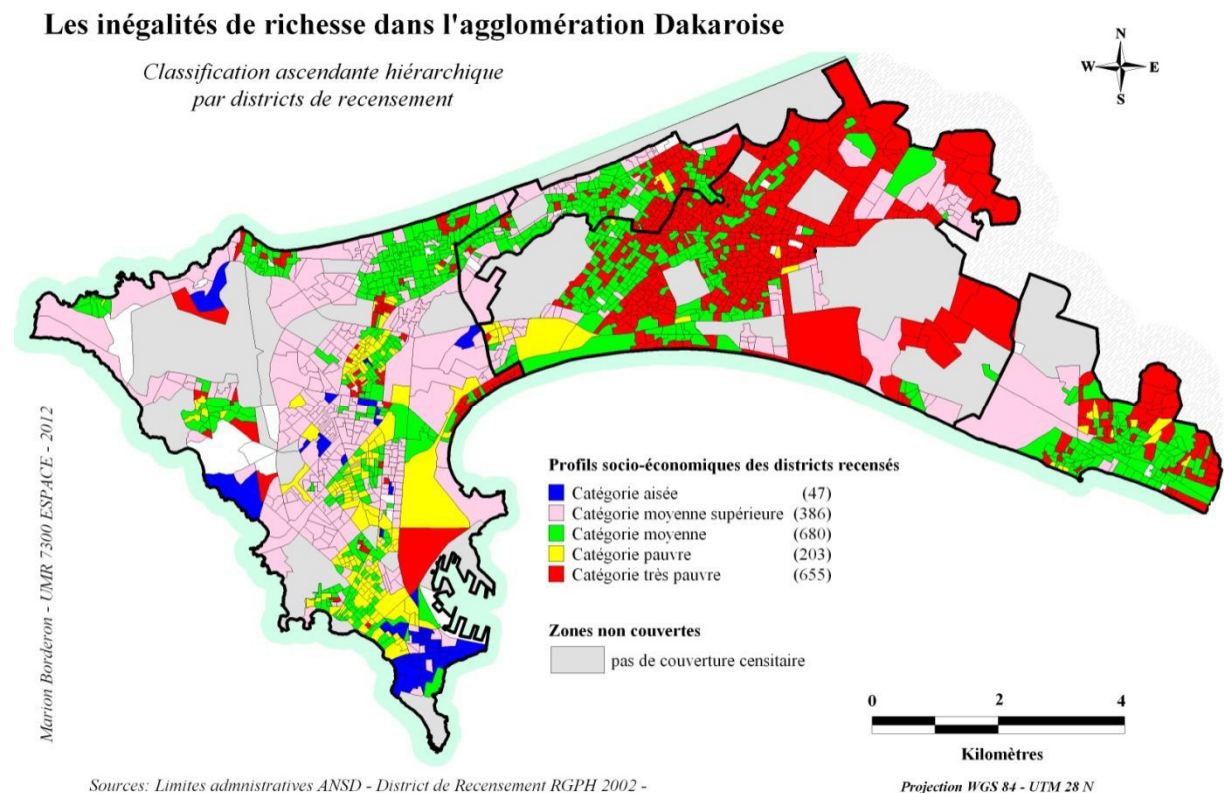 Les inégalités de richesse dans l'agglomération Dakaroise
Classification ascendante hiérarchique
par districts de recensement
N
W E
S
Marion Borderon - UMR 7300 ESPACE - 2012
Profils socio-économiques des districts recensés
Catégorie aisée (47)
Catégorie moyenne supérieure (386)
Catégorie moyenne (680)
Catégorie pauvre (203)
Catégorie très pauvre (655)
Zones non couvertes
pas de couverture censitaire
0 2 4
Kilomètres
Sources: Limites admnistratives ANSD - District de Recensement RGPH 2002 -
Projection WGS 84 - UTM 28 N